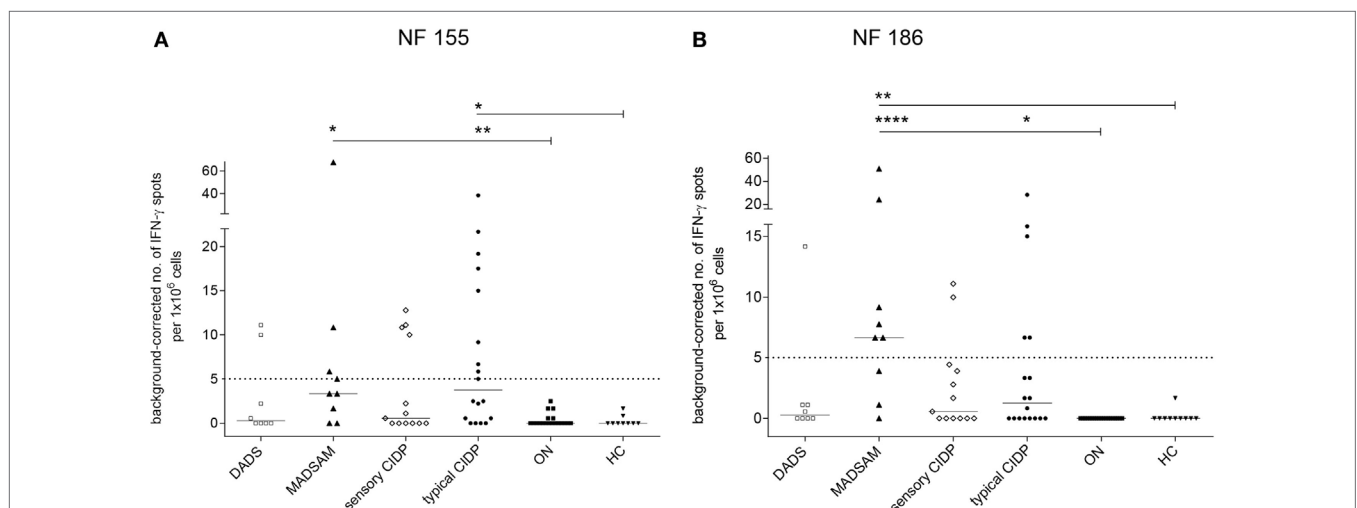 A
NF 155
*
*
**
background-corrected no. of IFN-γ spots
per 1x10⁶ cells
60
40
20
15
10
5
0
DADS
MADSAM
sensory CIDP
typical CIDP
ON
HC
B
NF 186
**
****
*
background-corrected no. of IFN-γ spots
per 1x10⁶ cells
60
40
20
15
10
5
0
DADS
MADSAM
sensory CIDP
typical CIDP
ON
HC